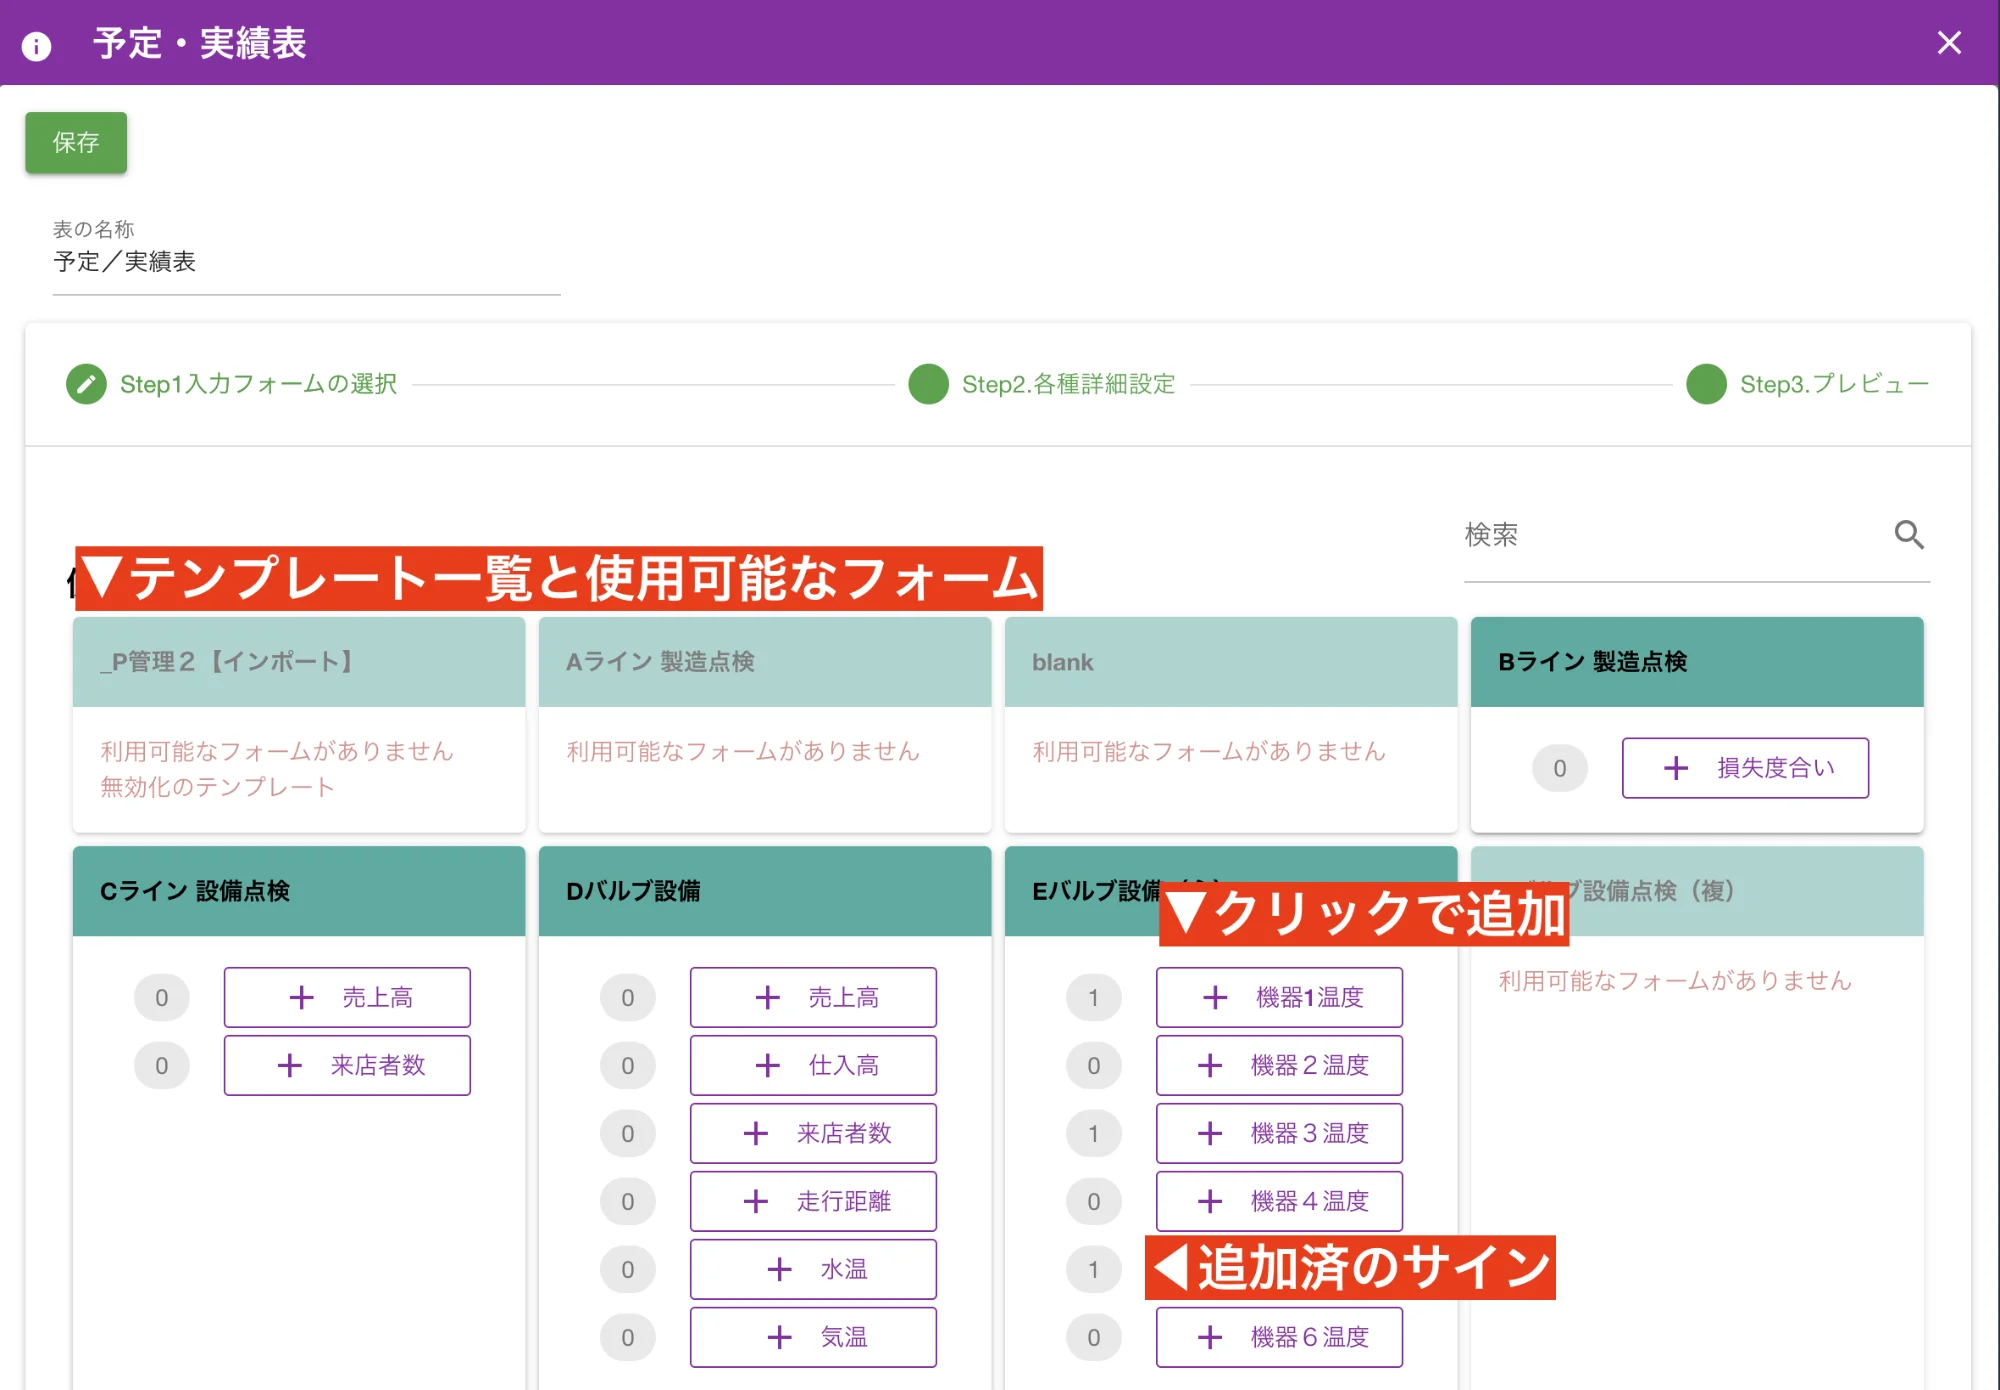 予定・実績表
保存
表の名称
予定／実績表
Step1入力フォームの選択
Step2.各種詳細設定
Step3.プレビュー
検索
▼テンプレート一覧と使用可能なフォーム
_P管理２【インポート】
利用可能なフォームがありません
無効化のテンプレート
Aライン 製造点検
利用可能なフォームがありません
blank
利用可能なフォームがありません
Bライン 製造点検
0 + 損失度合い
Cライン 設備点検
0 + 売上高
0 + 来店者数
Dバルブ設備
0 + 売上高
0 + 仕入高
0 + 来店者数
0 + 走行距離
0 + 水温
0 + 気温
Eバルブ設備
▼クリックで追加
1 + 機器1温度
0 + 機器２温度
1 + 機器３温度
0 + 機器４温度
1
◀追加済のサイン
0 + 機器６温度
ブ設備点検（複）
利用可能なフォームがありません